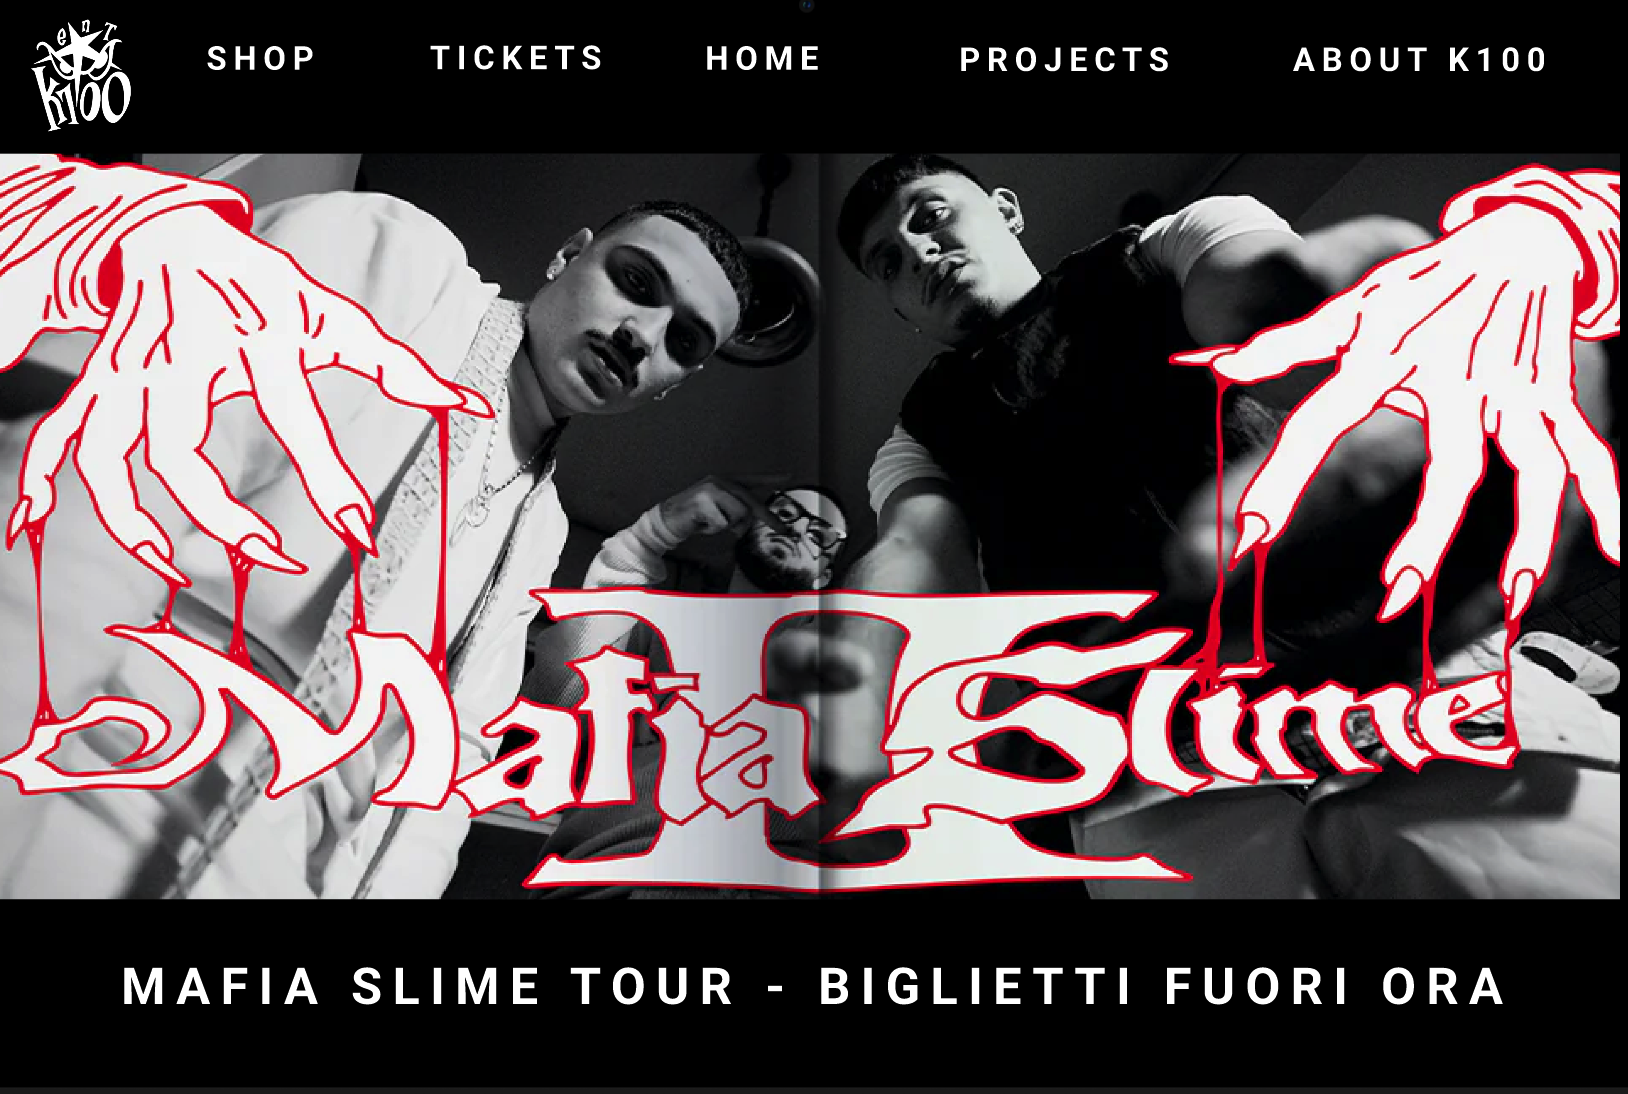 ent
K100
SHOP TICKETS HOME PROJECTS ABOUT K100
Mafia Slime
II
MAFIA SLIME TOUR - BIGLIETTI FUORI ORA